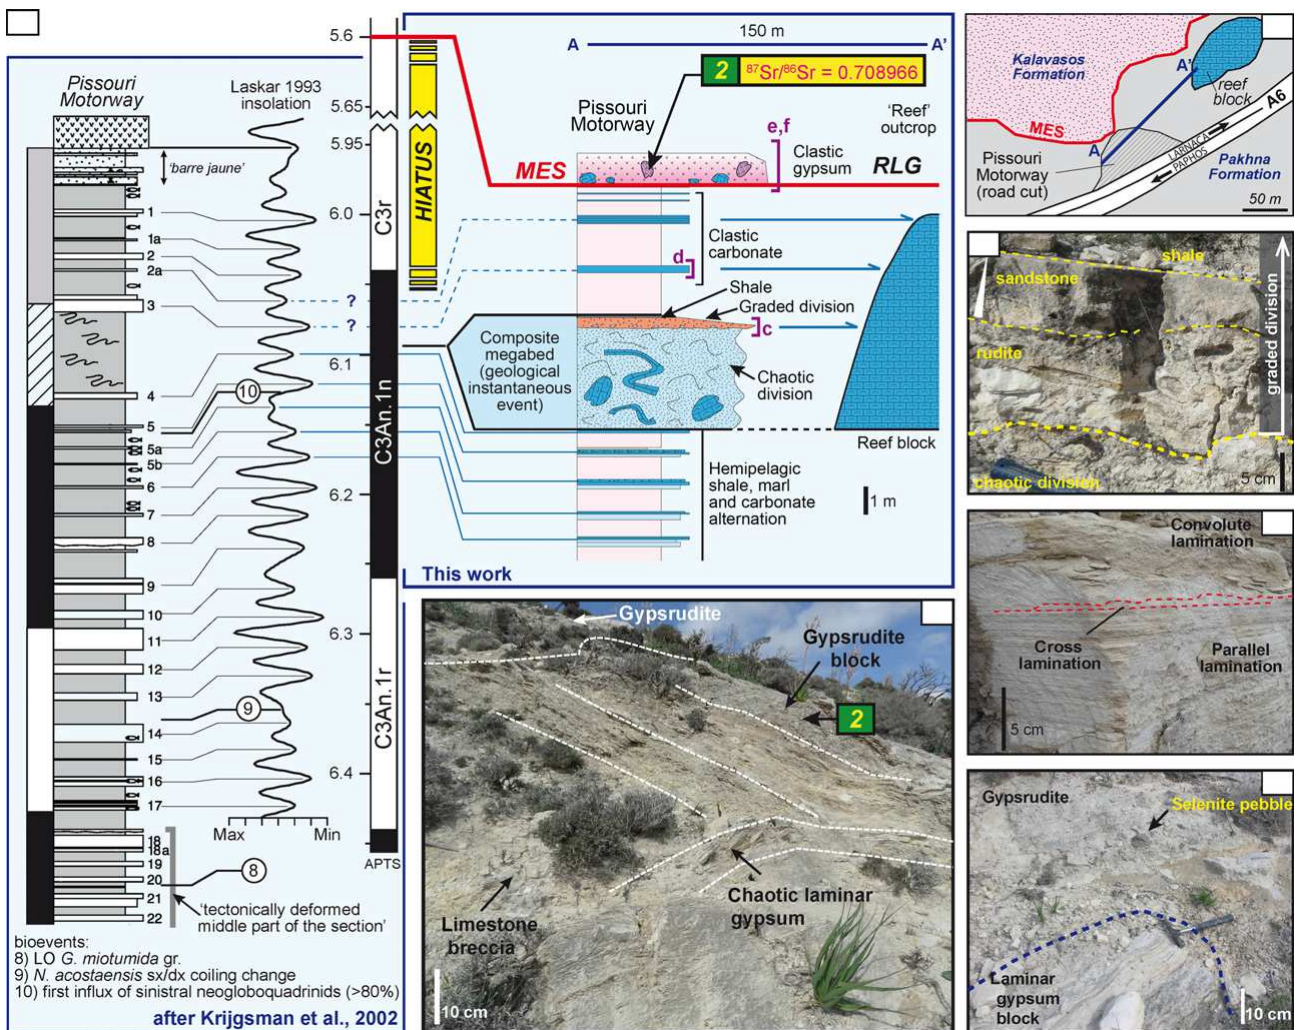 Pissouri
Motorway
Laskar 1993
insolation
'barre jaune'
1
1a
2
2a
3
4
10
5
5a
5b
6
7
8
9
10
11
12
13
9
14
15
16
17
Max
Min
18
18a
19
20
8
21
22
'tectonically deformed
middle part of the section'
bioevents:
8) LO G. miotumida gr.
9) N. acostaensis sx/dx coiling change
10) first influx of sinistral neogloboquadrinids (>80%)
after Krijgsman et al., 2002
5.6
5.65
5.95
6.0
6.1
6.2
6.3
6.4
C3r
C3An.1n
C3An.1r
APTS
HIATUS
?
?
A
150 m
A'
2
87Sr/86Sr = 0.708966
Pissouri
Motorway
'Reef'
outcrop
e,f
Clastic
gypsum
MES
RLG
Clastic
carbonate
d
Shale
Graded division
c
Composite
megabed
(geological
instantaneous
event)
Chaotic
division
Reef block
Hemipelagic
shale, marl
and carbonate
alternation
1 m
This work
Kalavasos
Formation
A'
reef
block
A6
MES
A
LARNACA
PAPHOS
Pissouri
Motorway
(road cut)
Pakhna
Formation
50 m
shale
sandstone
rudite
graded division
chaotic division
5 cm
Convolute
lamination
Cross
lamination
Parallel
lamination
5 cm
Gypsrudite
Gypsrudite
block
2
Chaotic laminar
gypsum
Limestone
breccia
10 cm
Gypsrudite
Selenite pebble
Laminar
gypsum
block
10 cm